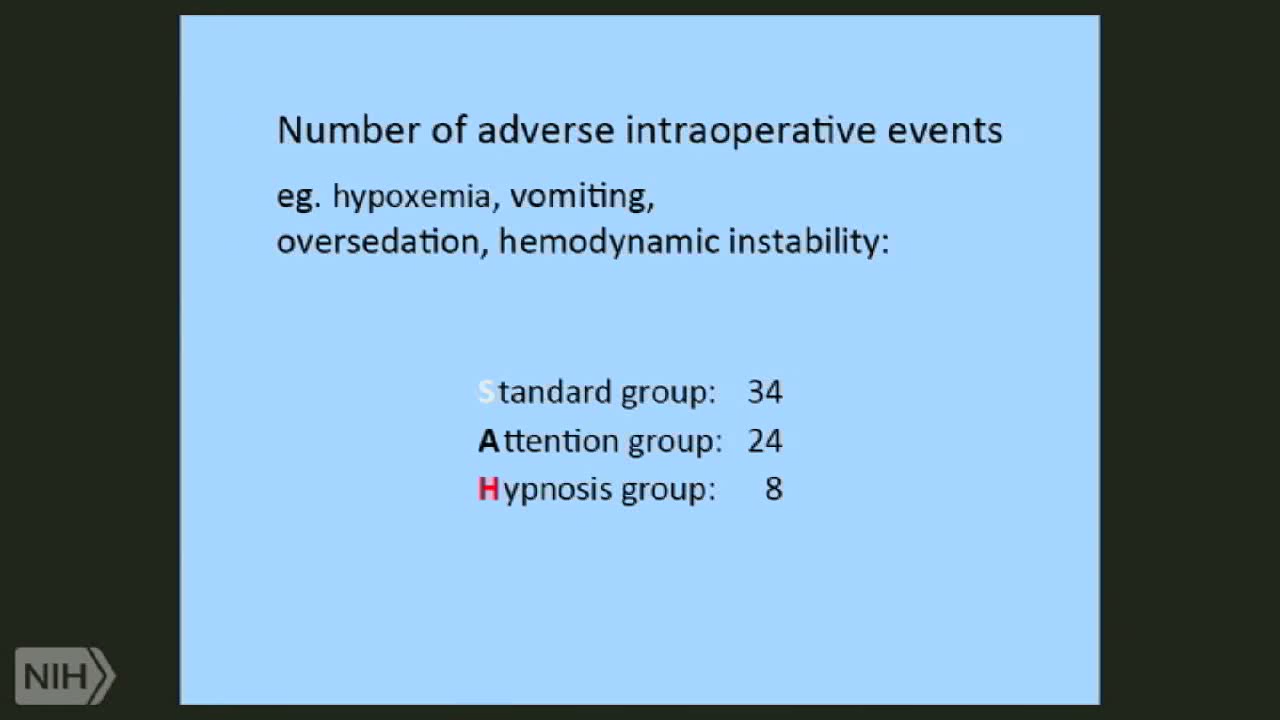 Number of adverse intraoperative events
eg. hypoxemia, vomiting,
oversedation, hemodynamic instability:
Standard group: 34
Attention group: 24
Hypnosis group: 8
NIH